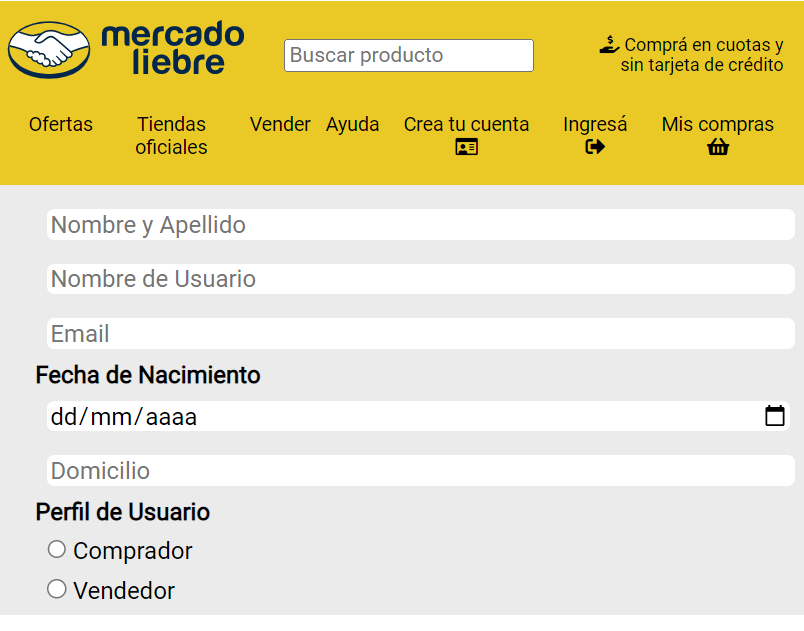 mercado
liebre
Buscar producto
Comprá en cuotas y
sin tarjeta de crédito
Ofertas
Tiendas
oficiales
Vender
Ayuda
Crea tu cuenta
Ingresá
Mis compras
Nombre y Apellido
Nombre de Usuario
Email
Fecha de Nacimiento
dd/mm/aaaa
Domicilio
Perfil de Usuario
Comprador
Vendedor